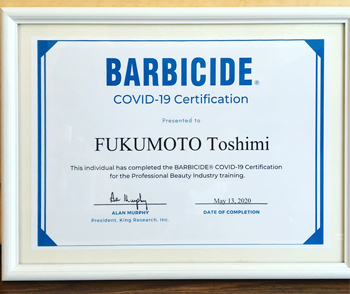 BARBICIDE®
COVID-19 Certification
Presented to
FUKUMOTO Toshimi
This individual has completed the BARBICIDE® COVID-19 Certification
for the Professional Beauty Industry training.
May 13, 2020
ALAN MURPHY
DATE OF COMPLETION
President, King Research, Inc.